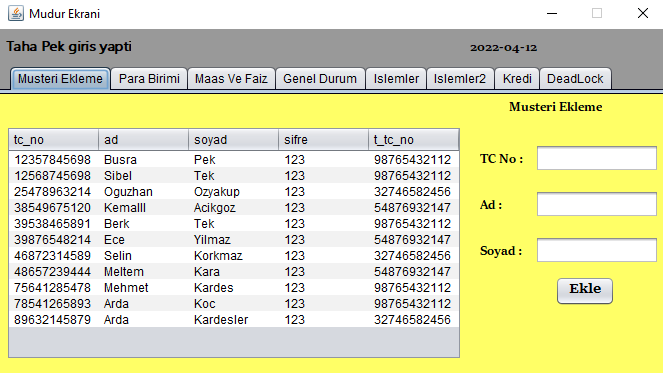 Mudur Ekrani
Taha Pek giris yapti 2022-04-12
Musteri Ekleme Para Birimi Maas Ve Faiz Genel Durum Islemler Islemler2 Kredi DeadLock
Musteri Ekleme
tc_no ad soyad sifre t_tc_no
12357845698 Busra Pek 123 98765432112
12568745698 Sibel Tek 123 98765432112
25478963214 Oguzhan Ozyakup 123 32746582456
38549675120 Kemalll Acikgoz 123 54876932147
39538465891 Berk Tek 123 98765432112
39876548214 Ece Yilmaz 123 54876932147
46872314589 Selin Korkmaz 123 32746582456
48657239444 Meltem Kara 123 54876932147
75641285478 Mehmet Kardes 123 98765432112
78541265893 Arda Koc 123 98765432112
89632145879 Arda Kardesler 123 32746582456
TC No :
Ad :
Soyad :
Ekle